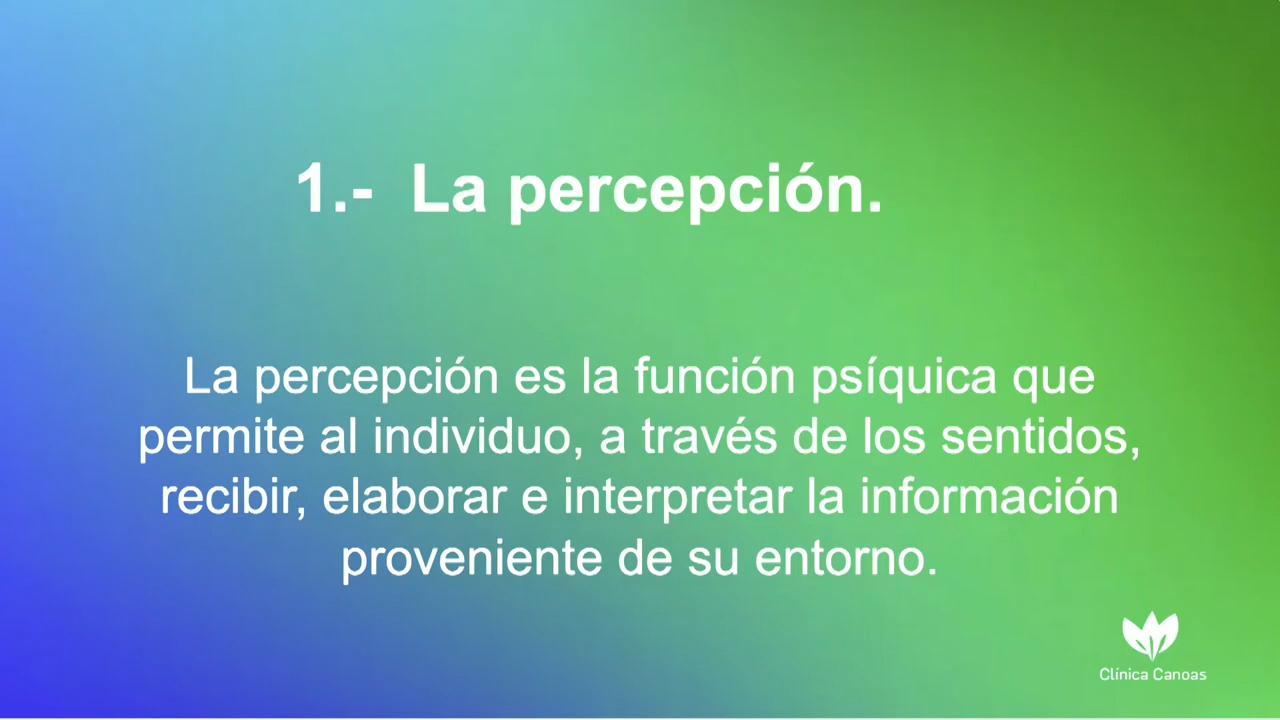 1.- La percepción.
La percepción es la función psíquica que
permite al individuo, a través de los sentidos,
recibir, elaborar e interpretar la información
proveniente de su entorno.
Clínica Canoas